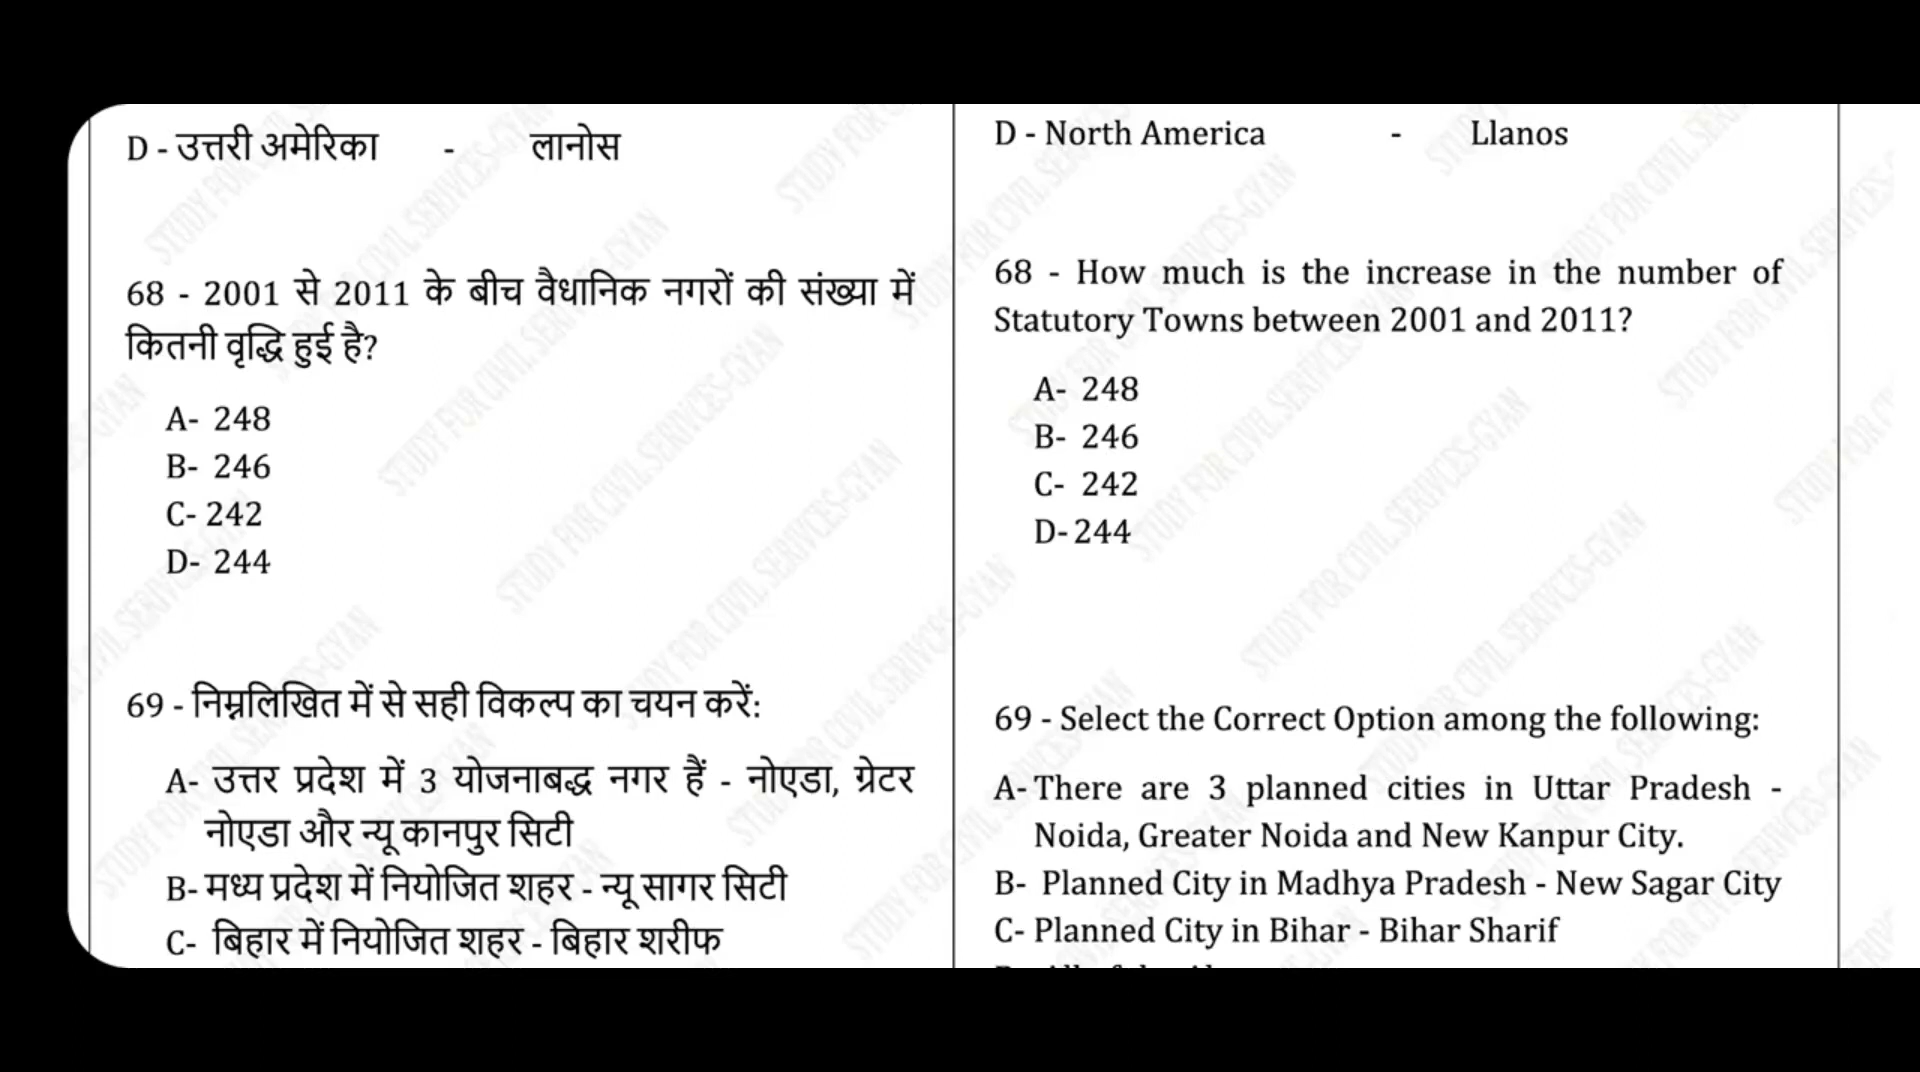 D - उत्तरी अमेरिका - लानोस
68 - 2001 से 2011 के बीच वैधानिक नगरों की संख्या में
कितनी वृद्धि हुई है?
A- 248
B- 246
C- 242
D- 244
69 - निम्नलिखित में से सही विकल्प का चयन करें:
A- उत्तर प्रदेश में 3 योजनाबद्ध नगर हैं - नोएडा, ग्रेटर
नोएडा और न्यू कानपुर सिटी
B- मध्य प्रदेश में नियोजित शहर - न्यू सागर सिटी
C- बिहार में नियोजित शहर - बिहार शरीफ
D - North America - Llanos
68 - How much is the increase in the number of
Statutory Towns between 2001 and 2011?
A- 248
B- 246
C- 242
D- 244
69 - Select the Correct Option among the following:
A- There are 3 planned cities in Uttar Pradesh -
Noida, Greater Noida and New Kanpur City.
B- Planned City in Madhya Pradesh - New Sagar City
C- Planned City in Bihar - Bihar Sharif
STUDY FOR CIVIL SERIVCES-GYAN